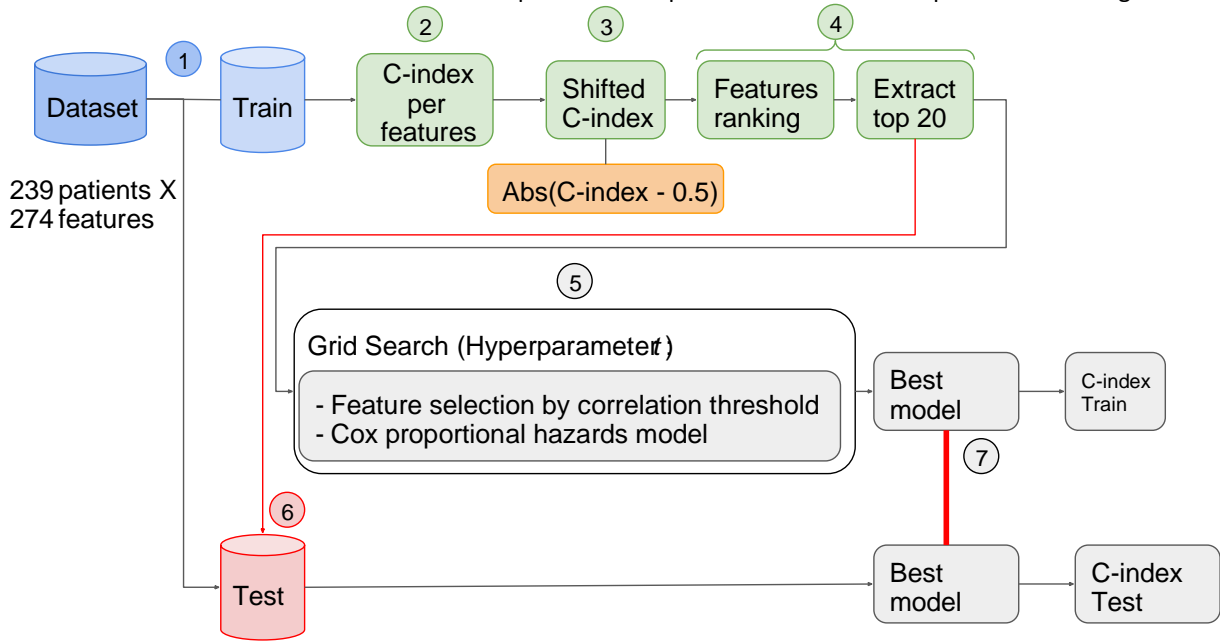 1
2
3
4
Dataset
Train
C-index
per
features
Shifted
C-index
Features
ranking
Extract
top 20
Abs(C-index - 0.5)
239 patients X
274 features
5
Grid Search (Hyperparameter t)
- Feature selection by correlation threshold
- Cox proportional hazards model
Best
model
C-index
Train
7
6
Test
Best
model
C-index
Test